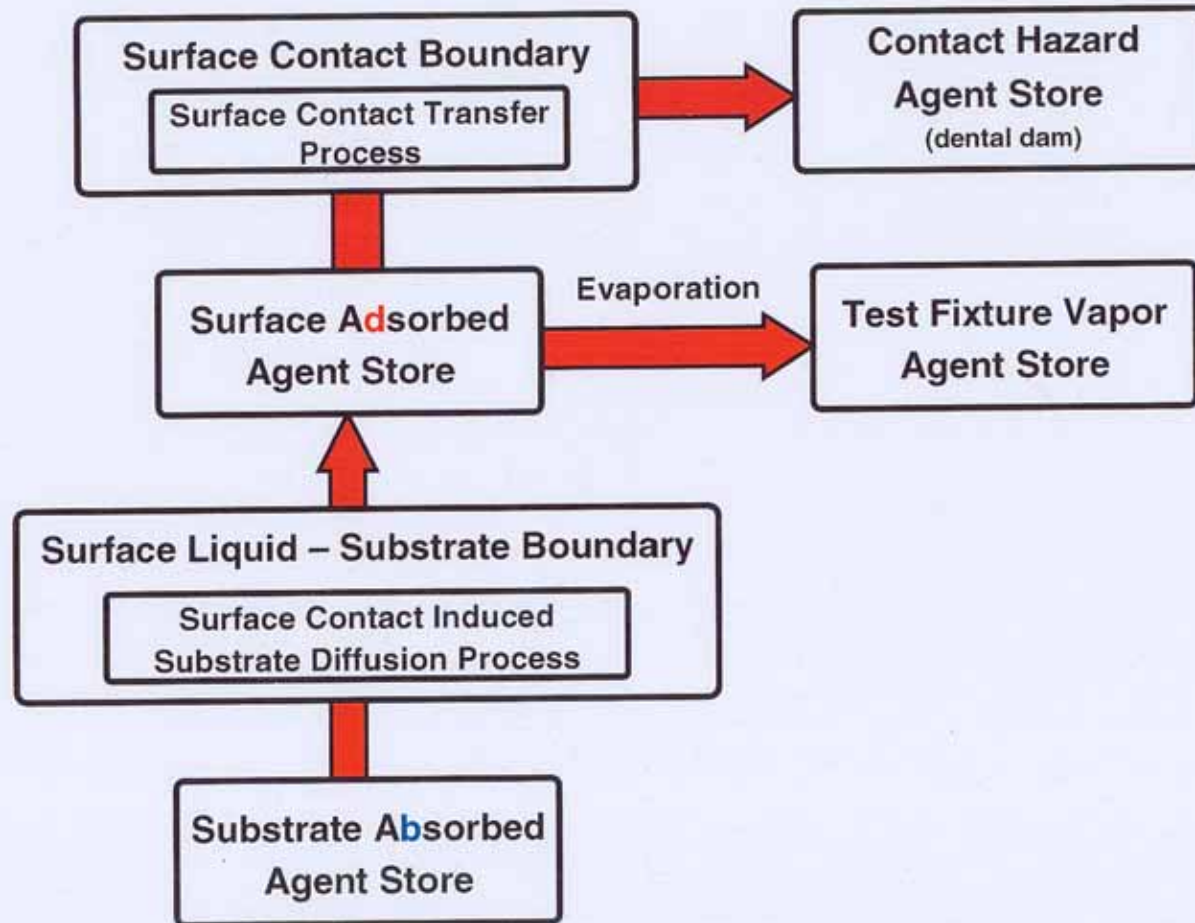 Surface Contact Boundary
Surface Contact Transfer
Process
Contact Hazard
Agent Store
(dental dam)
Surface Adsorbed
Agent Store
Evaporation
Test Fixture Vapor
Agent Store
Surface Liquid – Substrate Boundary
Surface Contact Induced
Substrate Diffusion Process
Substrate Absorbed
Agent Store